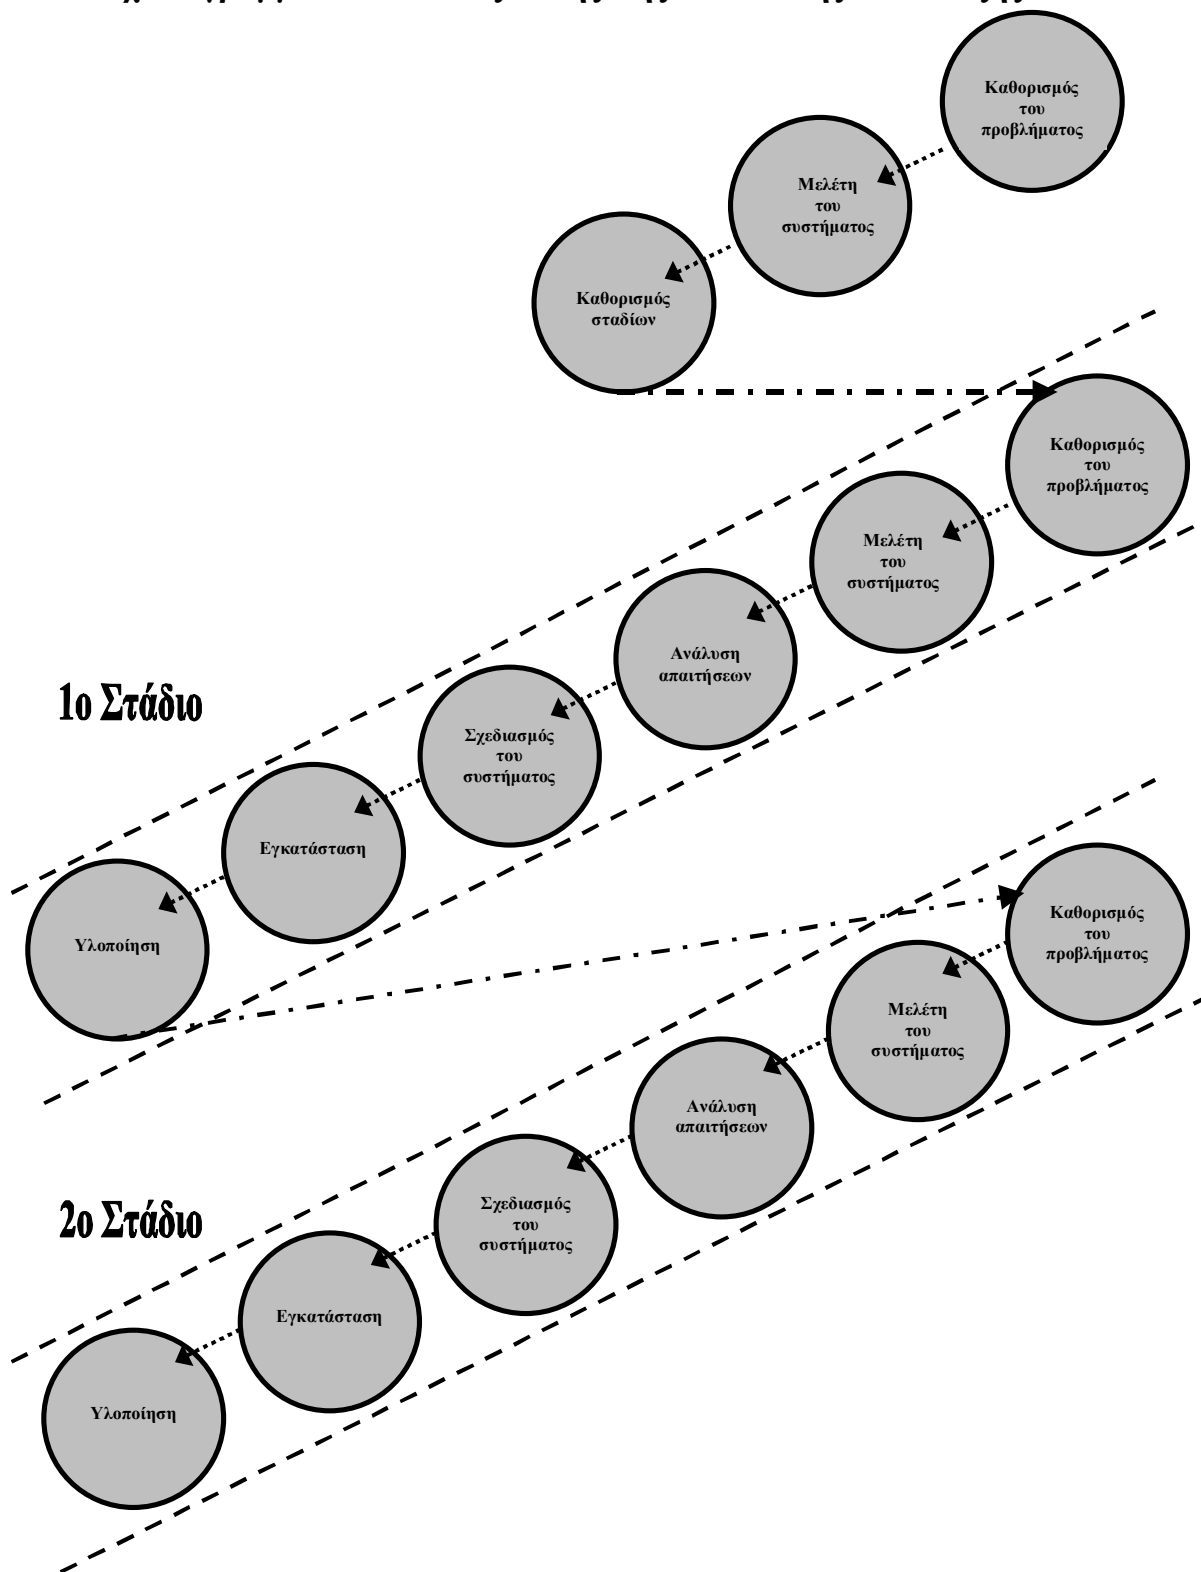 Καθορισμός
του
προβλήματος
Μελέτη
του
συστήματος
Καθορισμός
σταδίων
Καθορισμός
του
προβλήματος
Μελέτη
του
συστήματος
Ανάλυση
απαιτήσεων
1ο Στάδιο
Σχεδιασμός
του
συστήματος
Εγκατάσταση
Υλοποίηση
Καθορισμός
του
προβλήματος
Μελέτη
του
συστήματος
Ανάλυση
απαιτήσεων
2ο Στάδιο
Σχεδιασμός
του
συστήματος
Εγκατάσταση
Υλοποίηση